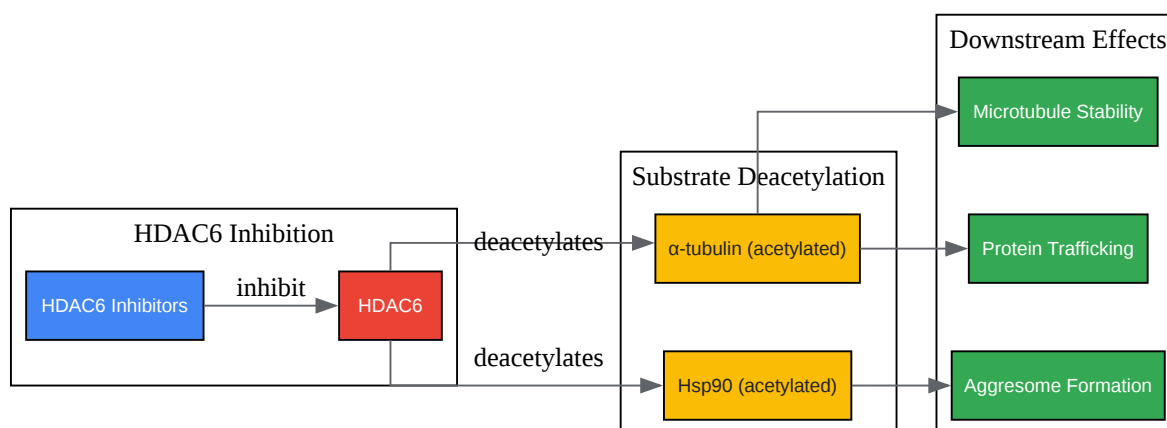 Downstream Effects
Microtubule Stability
Substrate Deacetylation
HDAC6 Inhibition
deacetylates
α-tubulin (acetylated)
Protein Trafficking
HDAC6 Inhibitors
inhibit
HDAC6
deacetylates
Hsp90 (acetylated)
Aggresome Formation